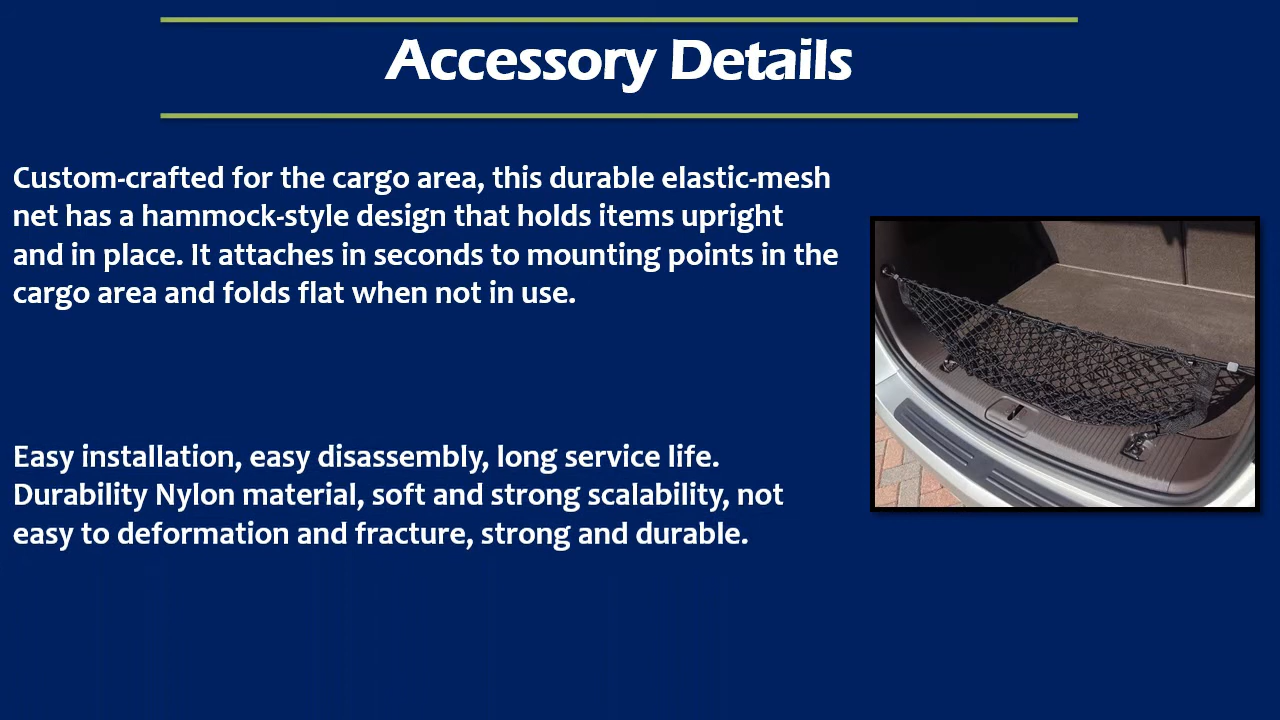 Accessory Details
Custom-crafted for the cargo area, this durable elastic-mesh
net has a hammock-style design that holds items upright
and in place. It attaches in seconds to mounting points in the
cargo area and folds flat when not in use.
Easy installation, easy disassembly, long service life.
Durability Nylon material, soft and strong scalability, not
easy to deformation and fracture, strong and durable.